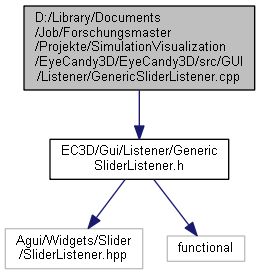 D:/Library/Documents
/Job/Forschungsmaster
/Projekte/SimulationVisualization
/EyeCandy3D/EyeCandy3D/src/GUI
/Listener/GenericSliderListener.cpp
EC3D/Gui/Listener/Generic
SliderListener.h
Agui/Widgets/Slider
/SliderListener.hpp
functional